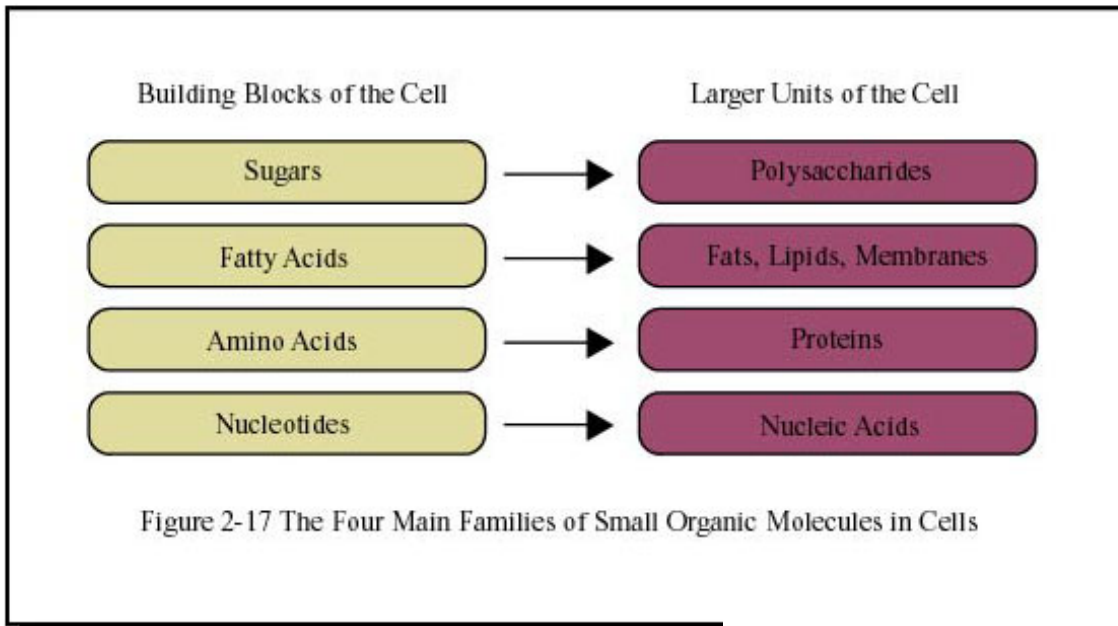 Building Blocks of the Cell
Larger Units of the Cell
Sugars
Polysaccharides
Fatty Acids
Fats, Lipids, Membranes
Amino Acids
Proteins
Nucleotides
Nucleic Acids
Figure 2-17 The Four Main Families of Small Organic Molecules in Cells